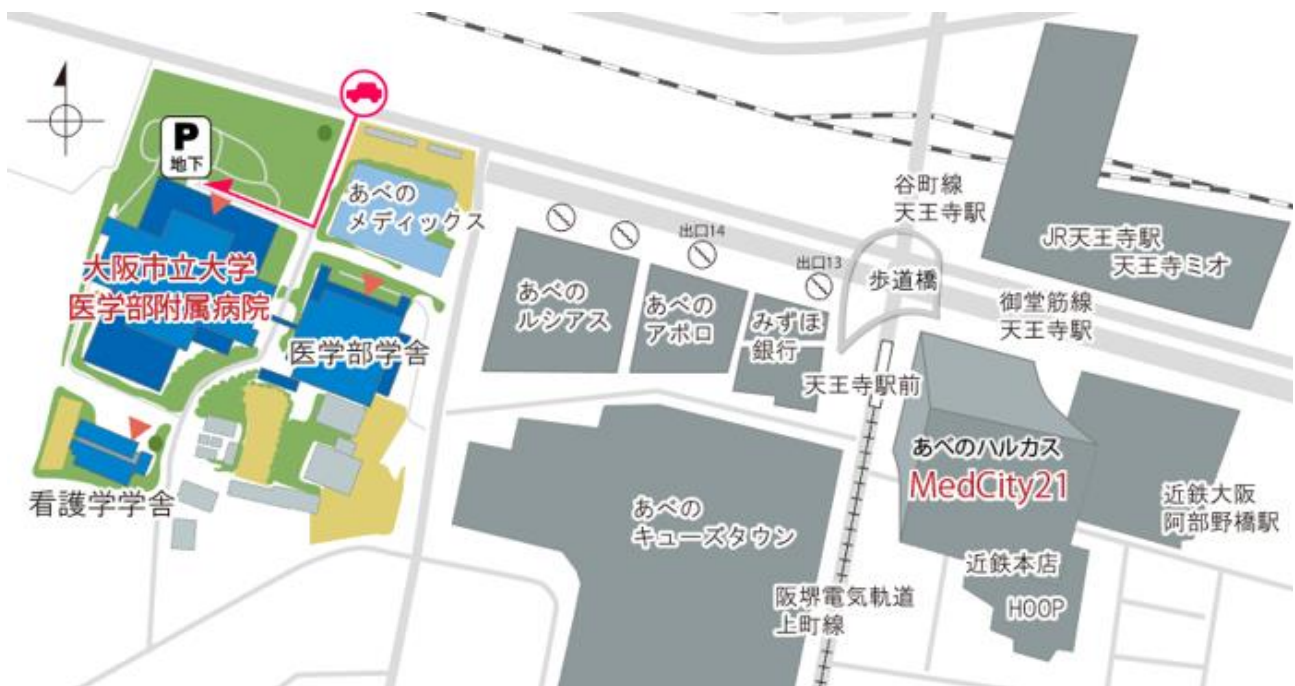 P
地下
あべの
メディックス
大阪市立大学
医学部附属病院
医学部学舎
看護学学舎
あべの
ルシアス
出口14
あべの
アポロ
出口13
みずほ
銀行
歩道橋
谷町線
天王寺駅
JR天王寺駅
天王寺ミオ
御堂筋線
天王寺駅
天王寺駅前
あべのハルカス
MedCity21
近鉄大阪
阿部野橋駅
あべの
キューズタウン
近鉄本店
HOOP
阪堺電気軌道
上町線